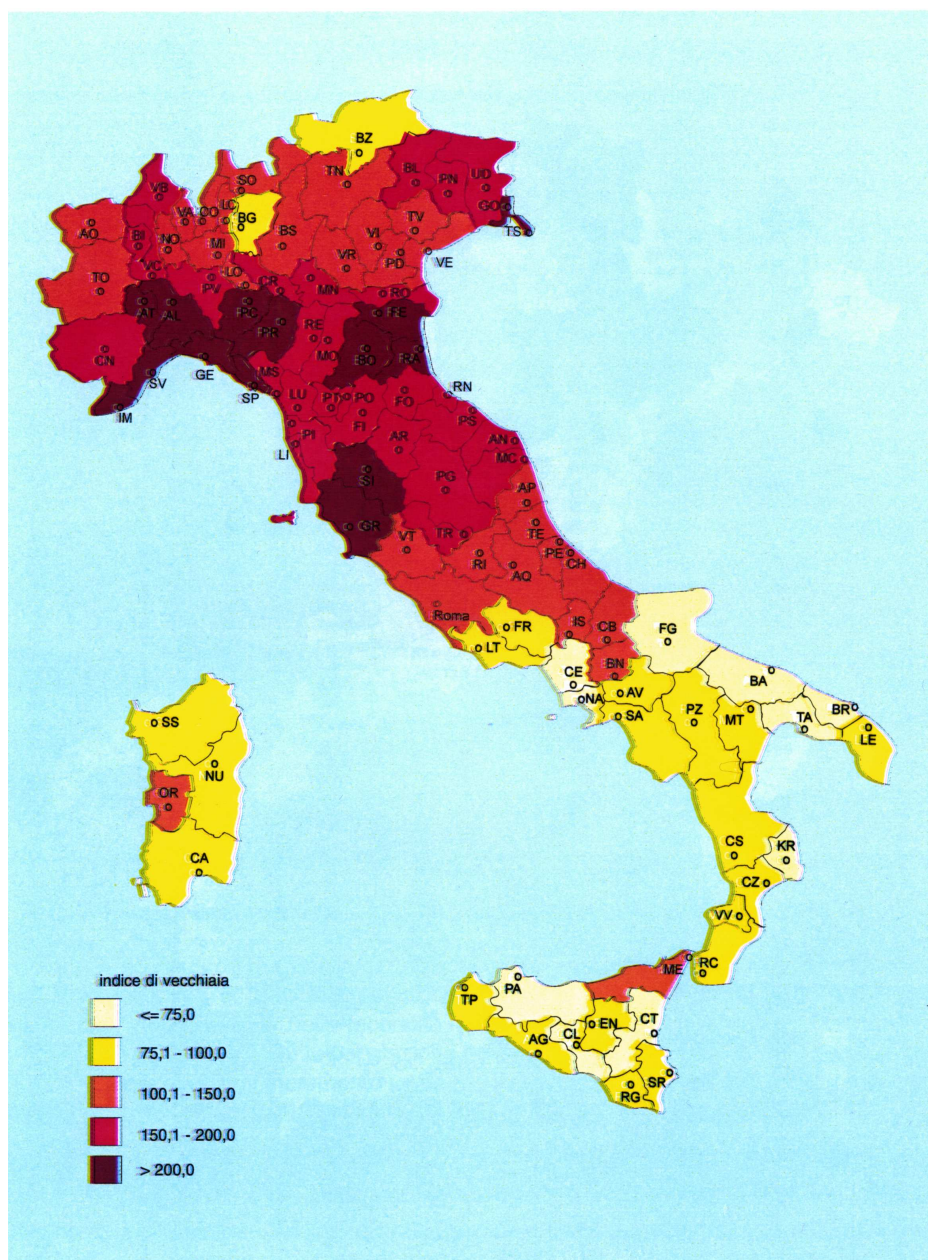 BZ
TN
BL
PN
UD
GO
TS
VB
SO
AO
VA
CO
LC
BG
TV
BI
NO
MI
BS
VI
VR
PD
VE
TO
VC
LO
PV
CR
MN
RO
AT
AL
PC
FE
PR
RE
CN
MO
BO
RA
GE
MS
SV
SP
RN
IM
LU
PT
PO
FO
FI
PS
PI
AR
AN
LI
MC
SI
PG
AP
GR
VT
TR
TE
RI
PE
CH
AQ
Roma
FR
IS
CB
FG
LT
CE
BN
BA
NA
AV
SA
PZ
MT
TA
BR
LE
SS
NU
OR
CA
CS
KR
CZ
VV
RC
ME
PA
TP
CT
EN
AG
CL
SR
RG
indice di vecchiaia
<= 75,0
75,1 - 100,0
100,1 - 150,0
150,1 - 200,0
> 200,0